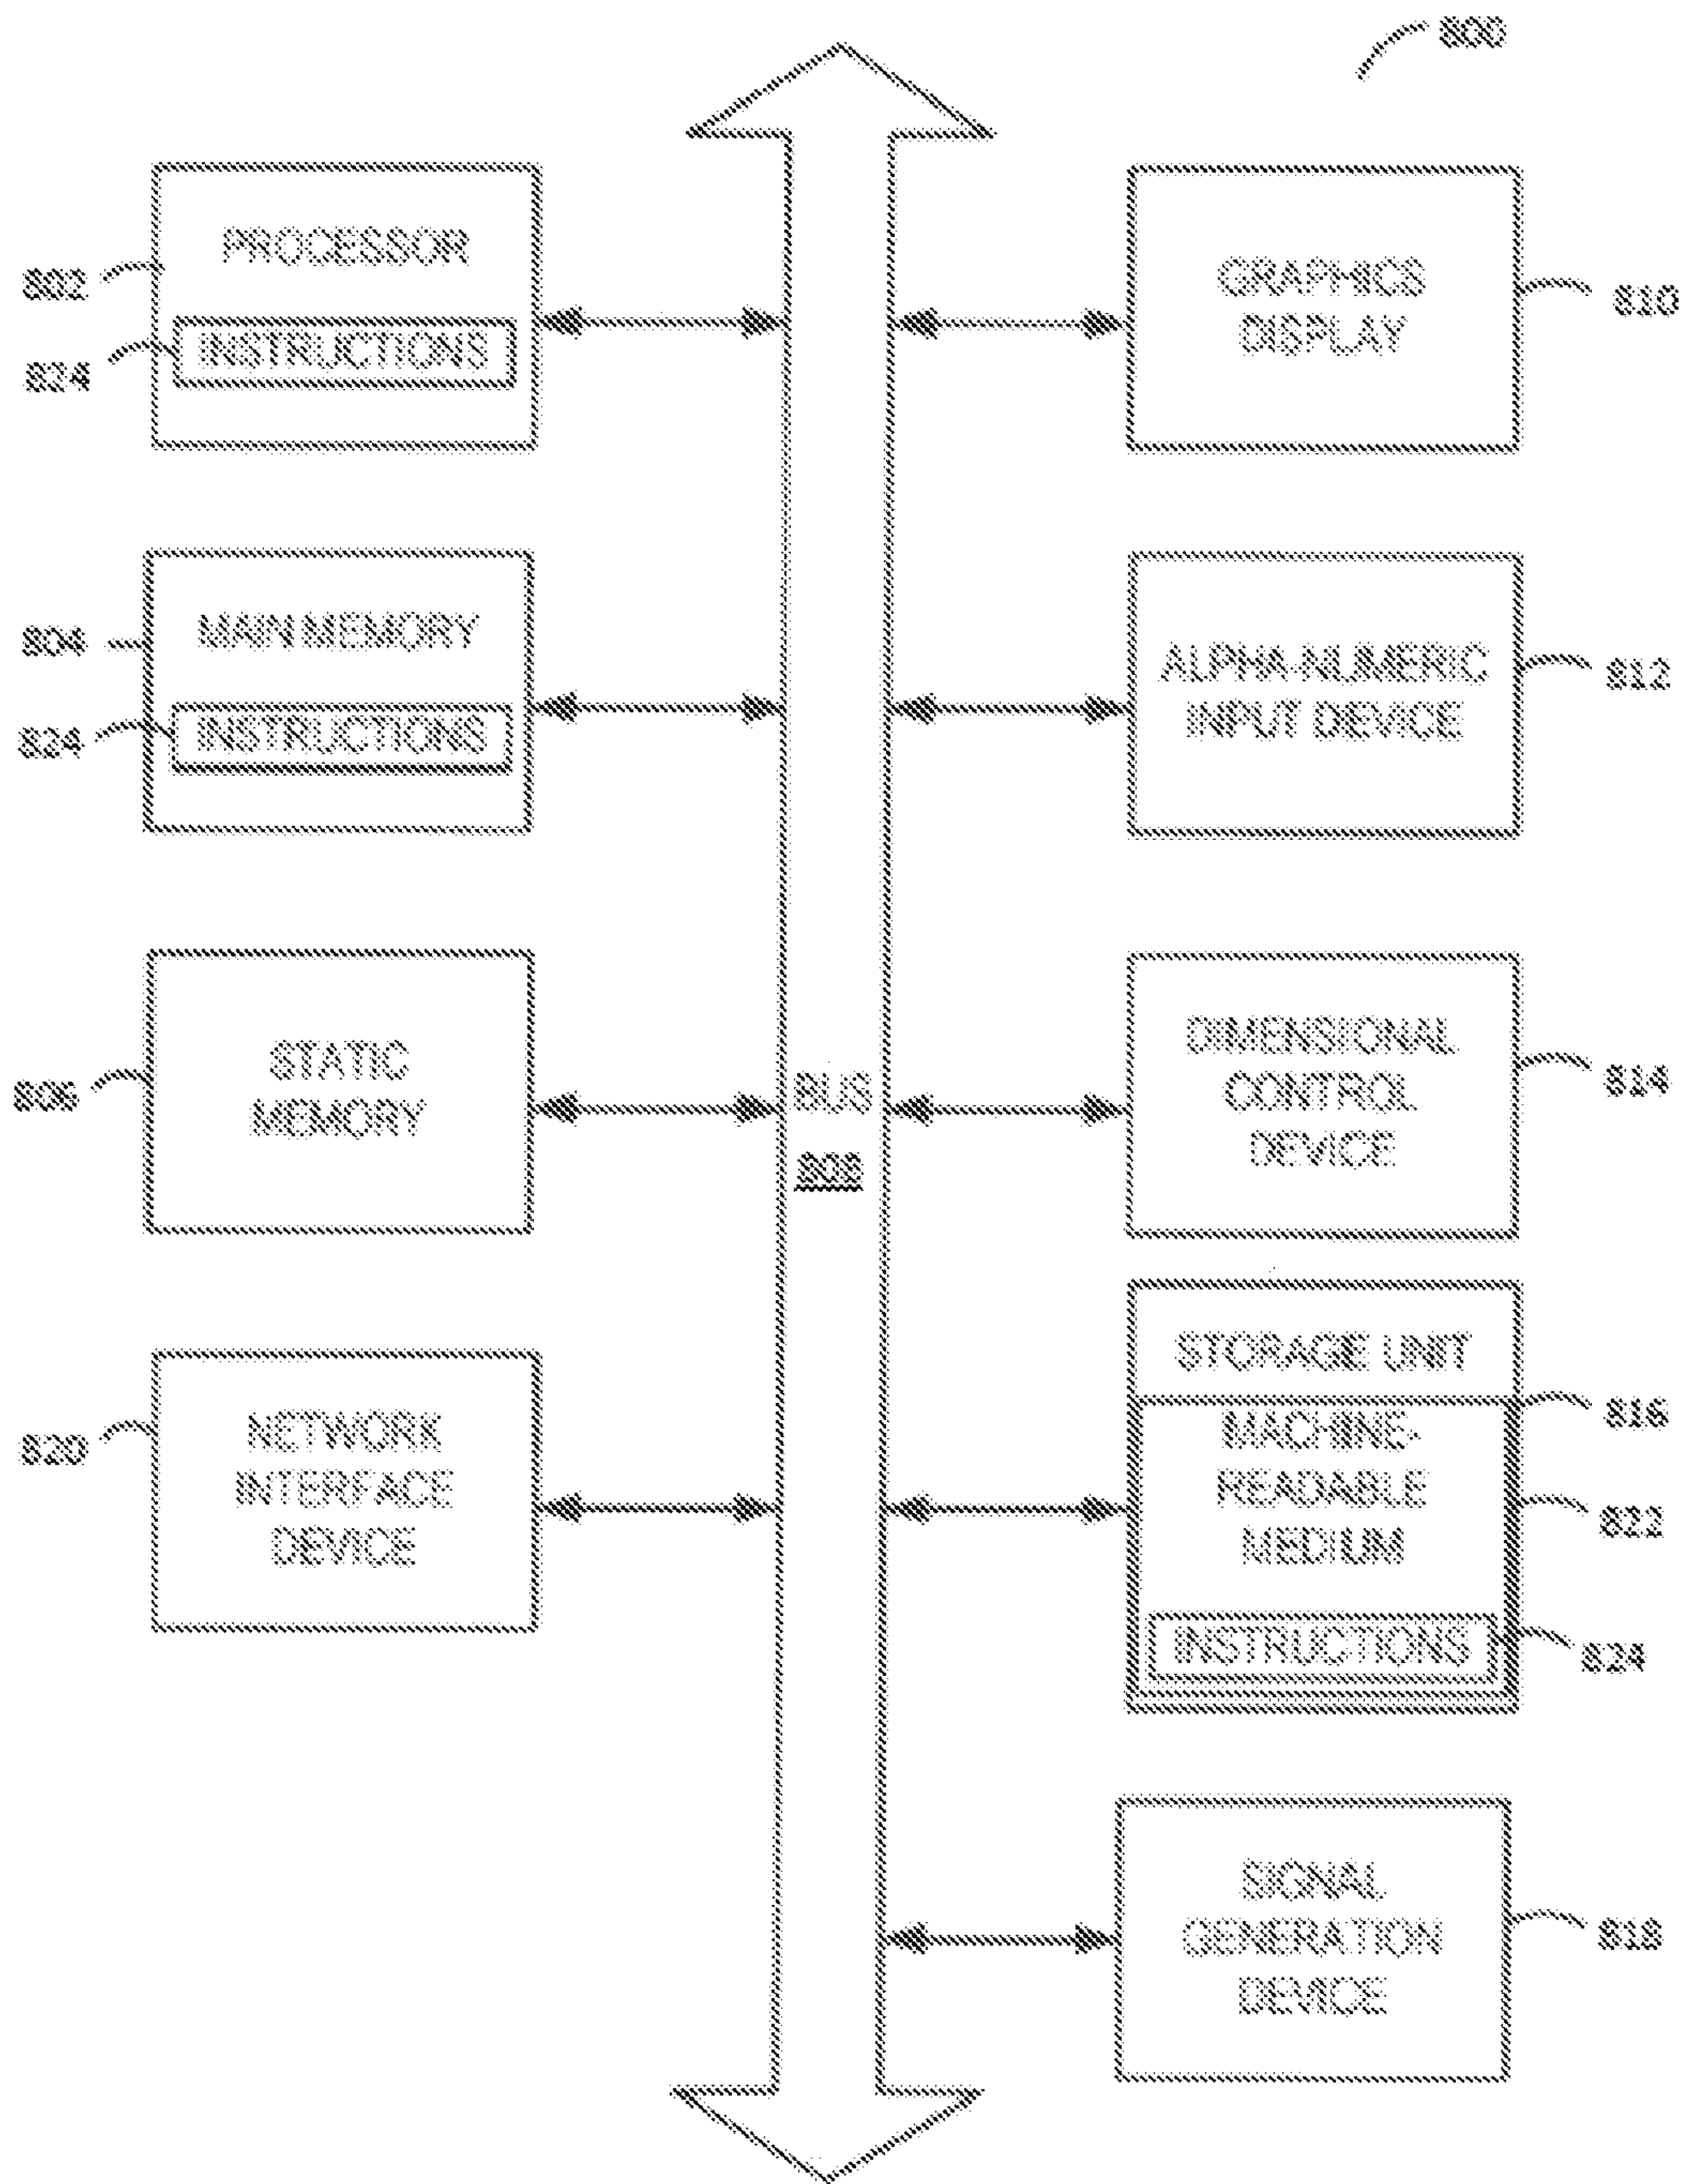 800
PROCESSOR
802
INSTRUCTIONS
824
GRAPHICS
DISPLAY
810
MAIN MEMORY
804
INSTRUCTIONS
824
ALPHA-NUMERIC
INPUT DEVICE
812
STATIC
MEMORY
806
BUS
808
DIMENSIONAL
CONTROL
DEVICE
814
NETWORK
INTERFACE
DEVICE
820
STORAGE UNIT
816
MACHINE-
READABLE
MEDIUM
822
INSTRUCTIONS
824
SIGNAL
GENERATION
DEVICE
818